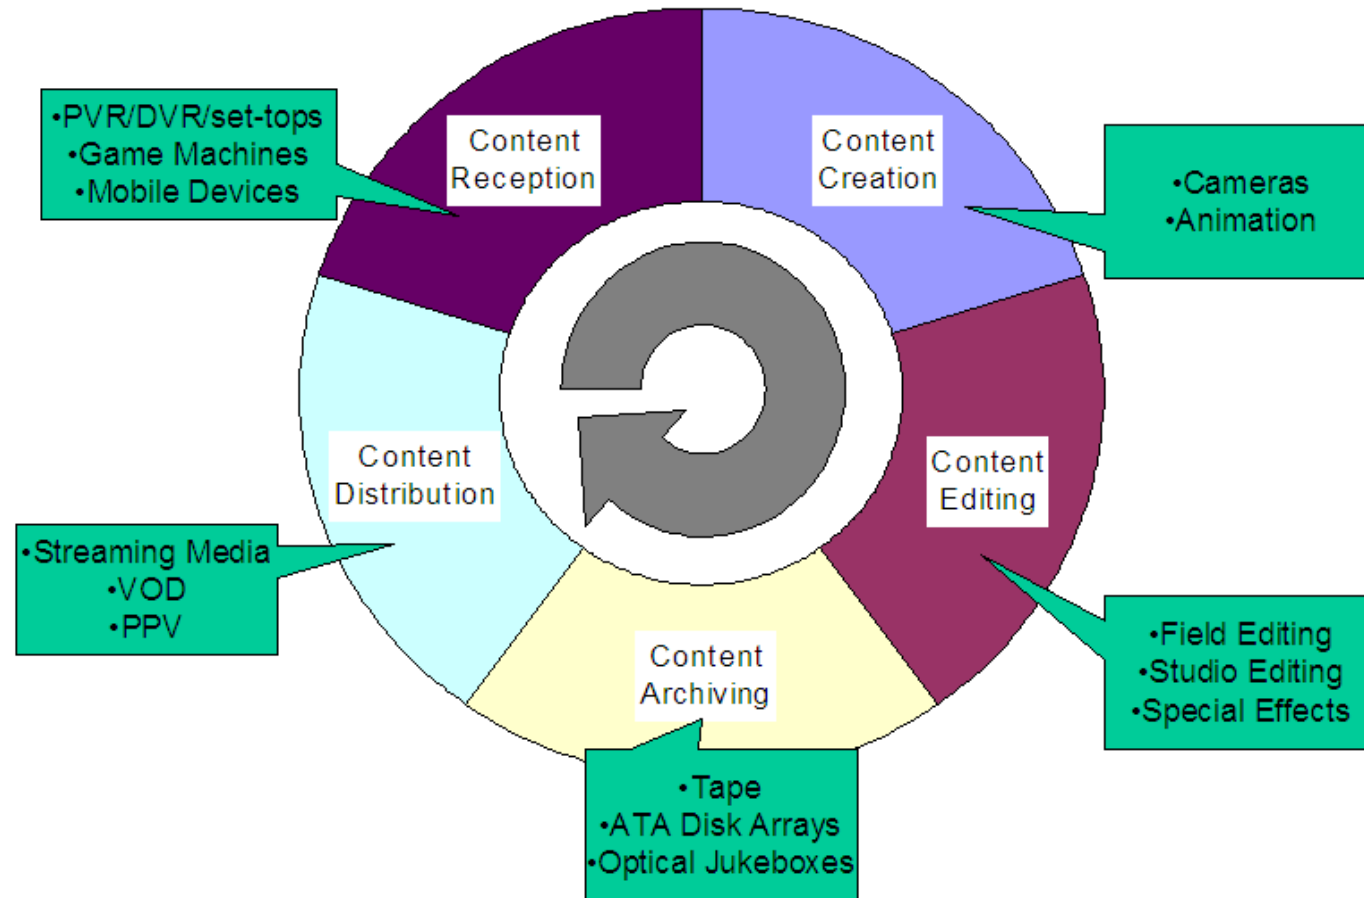 Content
Reception
•PVR/DVR/set-tops
•Game Machines
•Mobile Devices
Content
Creation
•Cameras
•Animation
Content
Editing
•Field Editing
•Studio Editing
•Special Effects
Content
Archiving
•Tape
•ATA Disk Arrays
•Optical Jukeboxes
Content
Distribution
•Streaming Media
•VOD
•PPV